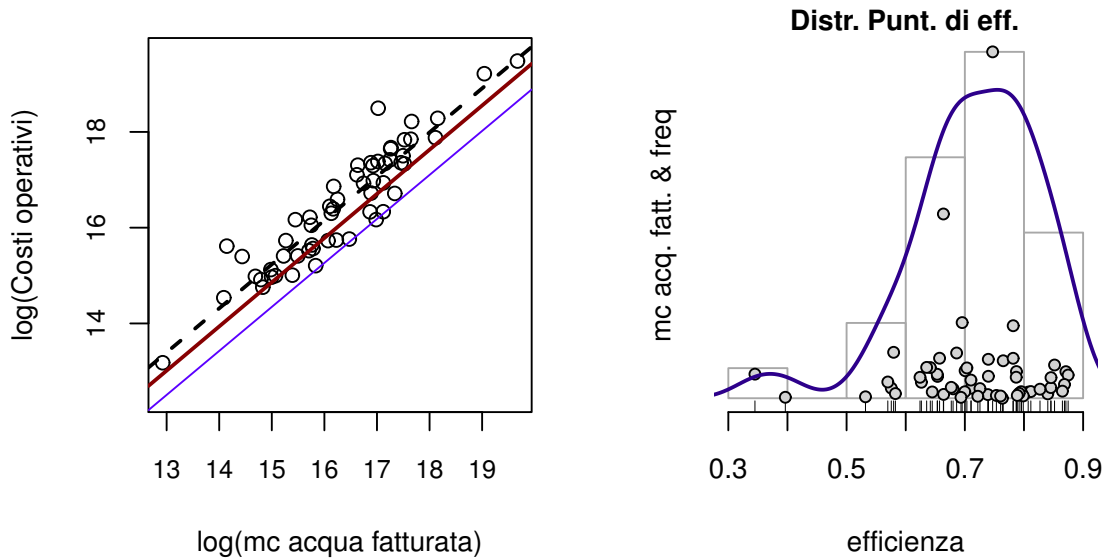 Distr. Punt. di eff.
log(Costi operativi)
14 16 18
13 14 15 16 17 18 19
log(mc acqua fatturata)
mc acq. fatt. & freq
0.3 0.5 0.7 0.9
efficienza